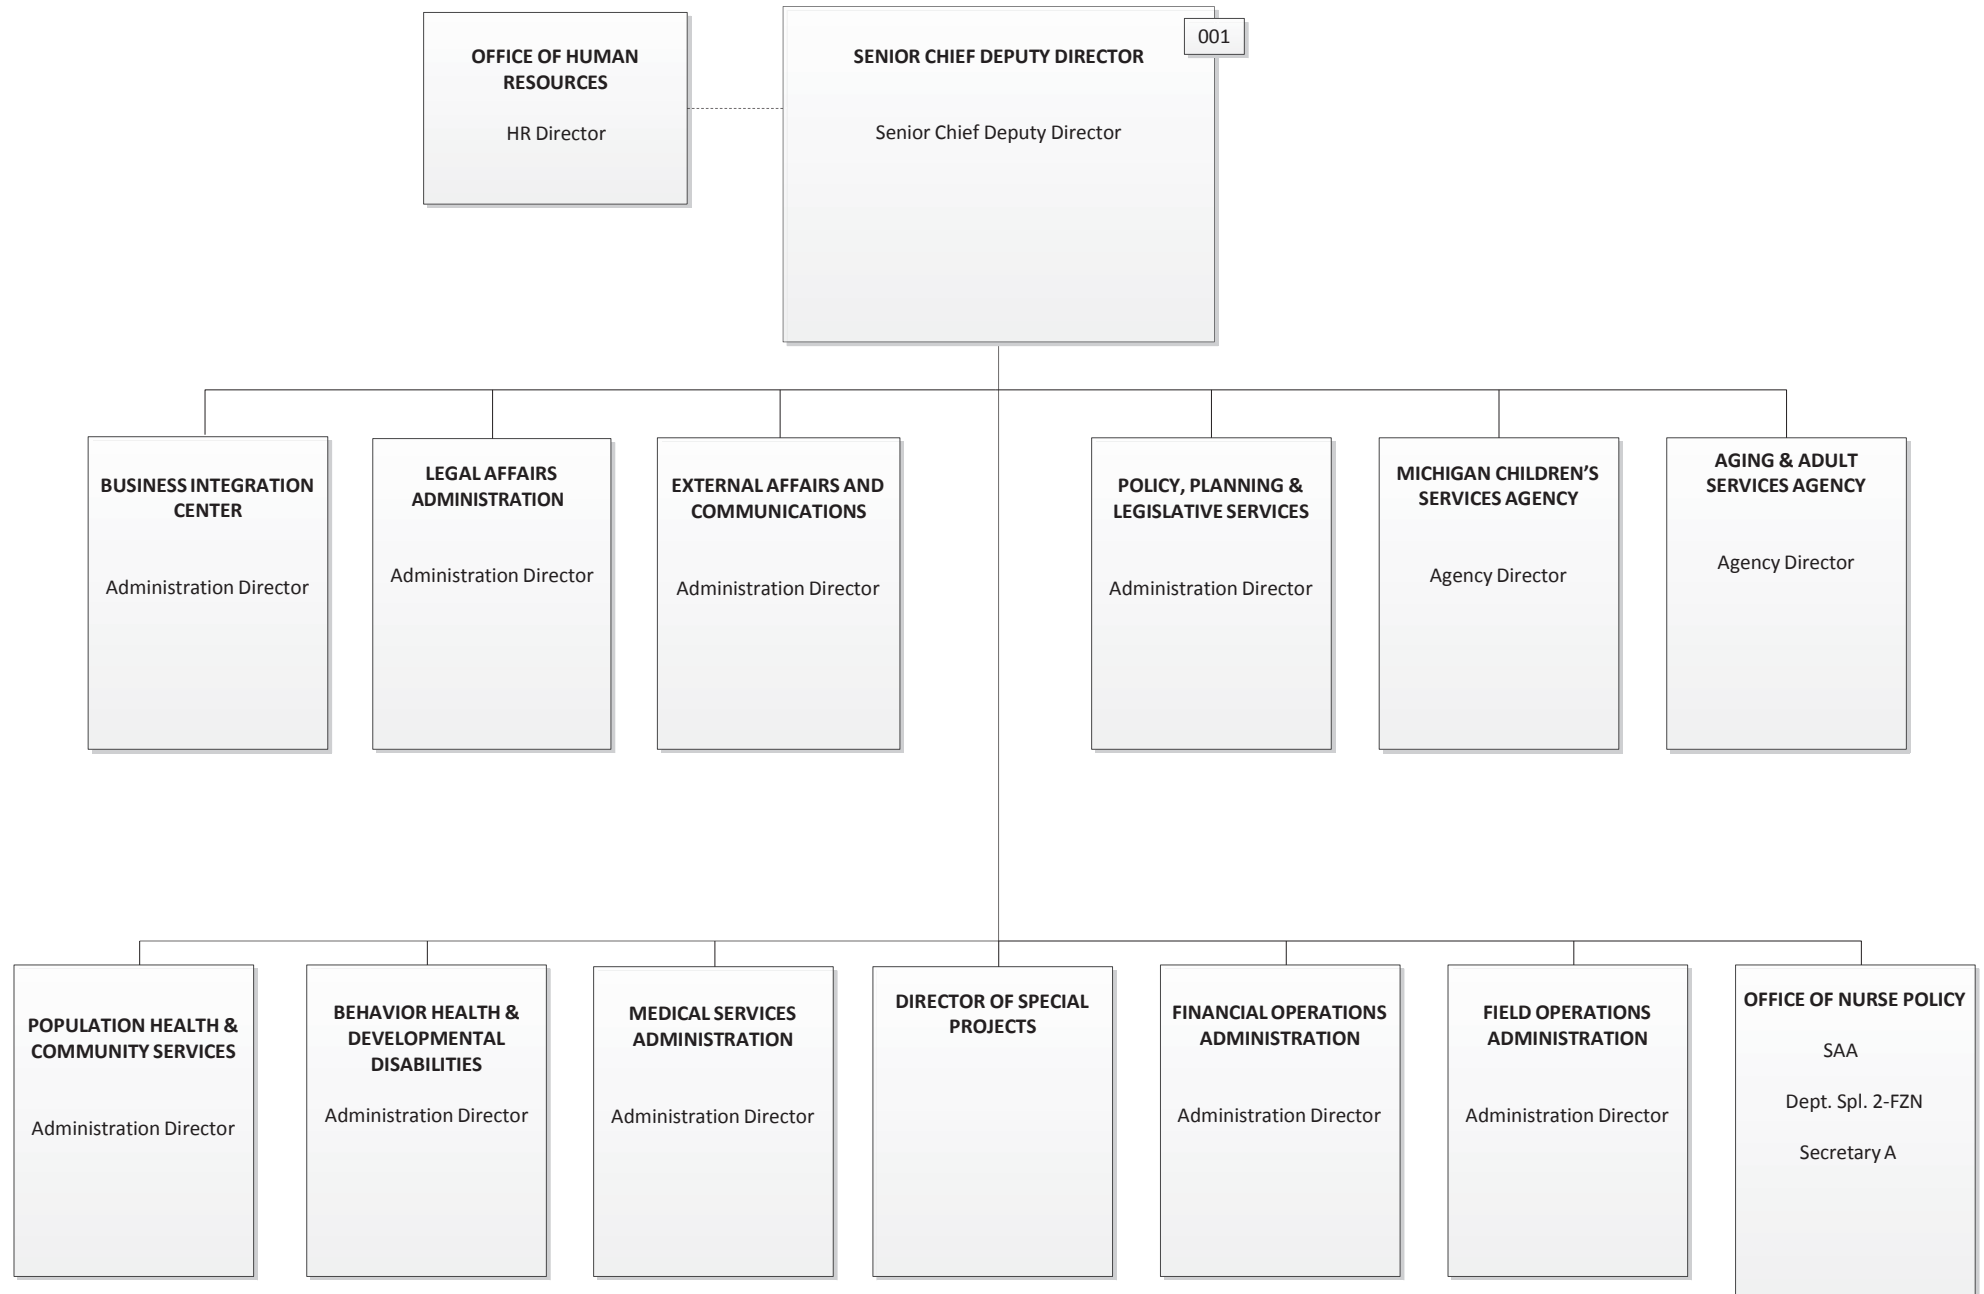 OFFICE OF HUMAN
RESOURCES
HR Director
SENIOR CHIEF DEPUTY DIRECTOR
001
Senior Chief Deputy Director
BUSINESS INTEGRATION
CENTER
Administration Director
LEGAL AFFAIRS
ADMINISTRATION
Administration Director
EXTERNAL AFFAIRS AND
COMMUNICATIONS
Administration Director
POLICY, PLANNING &
LEGISLATIVE SERVICES
Administration Director
MICHIGAN CHILDREN’S
SERVICES AGENCY
Agency Director
AGING & ADULT
SERVICES AGENCY
Agency Director
POPULATION HEALTH &
COMMUNITY SERVICES
Administration Director
BEHAVIOR HEALTH &
DEVELOPMENTAL
DISABILITIES
Administration Director
MEDICAL SERVICES
ADMINISTRATION
Administration Director
DIRECTOR OF SPECIAL
PROJECTS
FINANCIAL OPERATIONS
ADMINISTRATION
Administration Director
FIELD OPERATIONS
ADMINISTRATION
Administration Director
OFFICE OF NURSE POLICY
SAA
Dept. Spl. 2-FZN
Secretary A